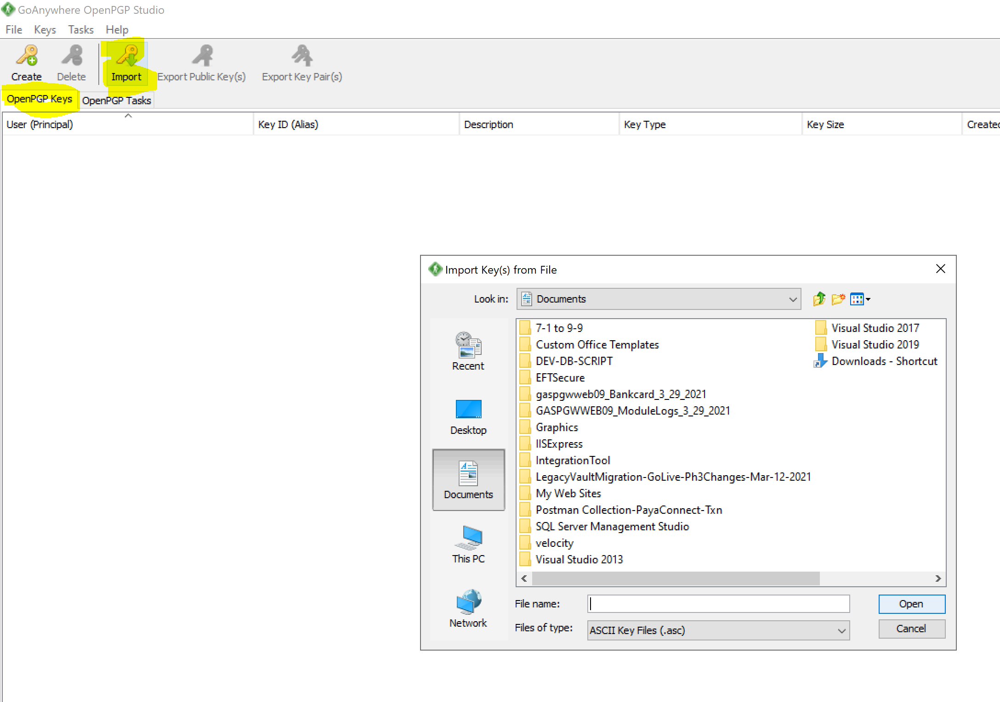 GoAnywhere OpenPGP Studio
File Keys Tasks Help
Create Delete Import Export Public Key(s) Export Key Pair(s)
OpenPGP Keys OpenPGP Tasks
User (Principal) Key ID (Alias) Description Key Type Key Size Created
Import Key(s) from File
Look in: Documents
Recent
Desktop
Documents
This PC
Network
7-1 to 9-9
Custom Office Templates
DEV-DB-SCRIPT
EFTSecure
gaspgwweb09_Bankcard_3_29_2021
GASPGWWEB09_ModuleLogs_3_29_2021
Graphics
IISExpress
IntegrationTool
LegacyVaultMigration-GoLive-Ph3Changes-Mar-12-2021
My Web Sites
Postman Collection-PayaConnect-Txn
SQL Server Management Studio
velocity
Visual Studio 2013
Visual Studio 2017
Visual Studio 2019
Downloads - Shortcut
File name: Open
Files of type: ASCII Key Files (.asc) Cancel